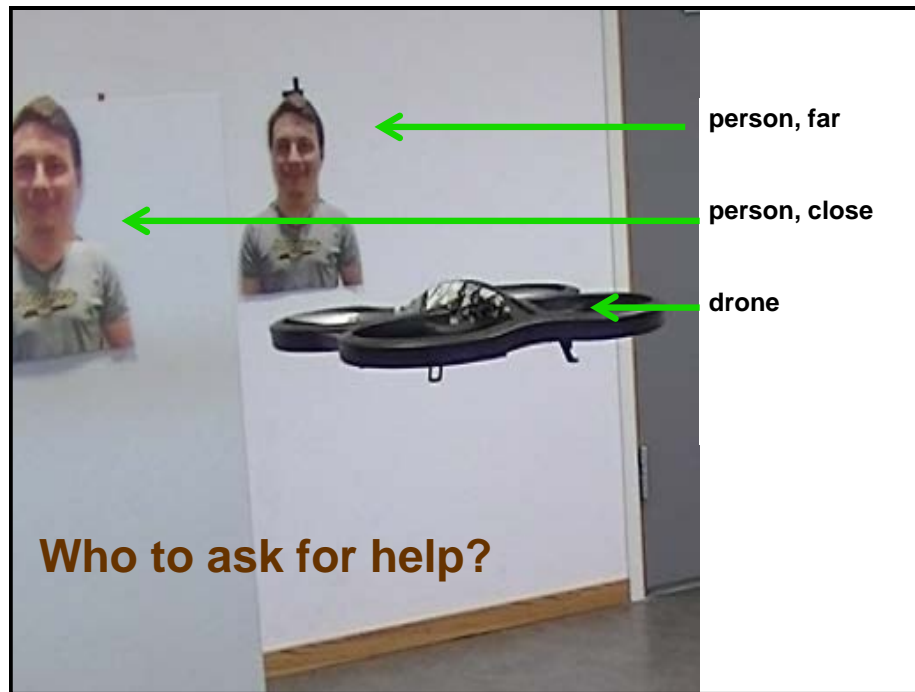 person, far
person, close
drone
Who to ask for help?